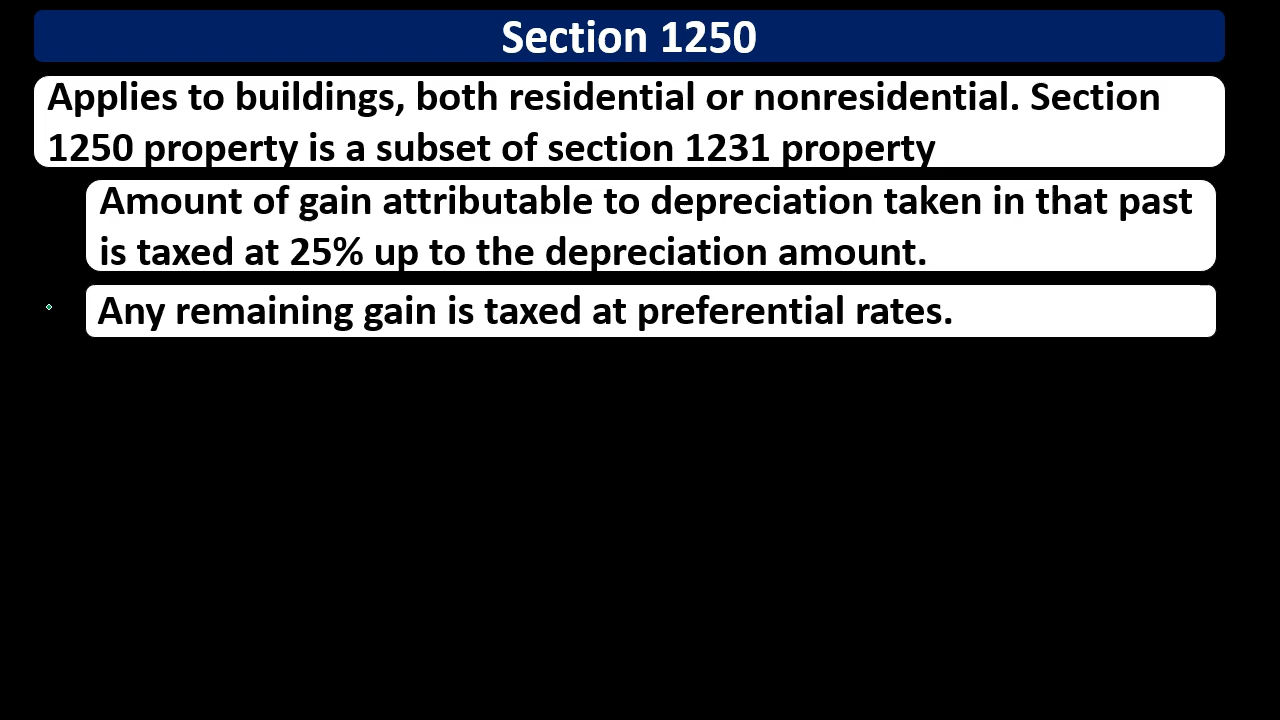 Section 1250
Applies to buildings, both residential or nonresidential. Section
1250 property is a subset of section 1231 property
Amount of gain attributable to depreciation taken in that past
is taxed at 25% up to the depreciation amount.
Any remaining gain is taxed at preferential rates.